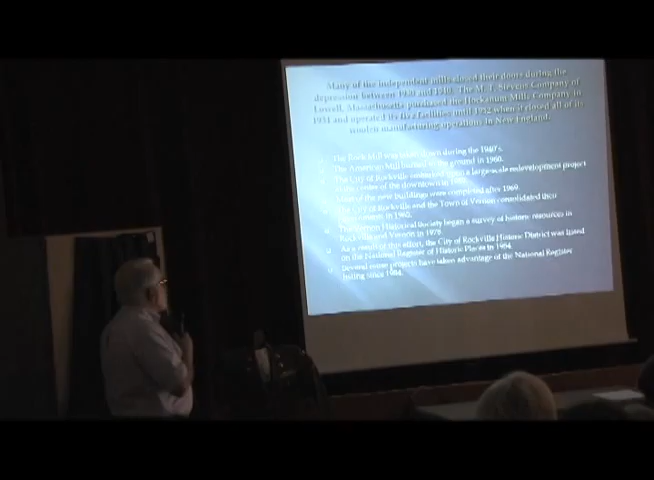 Many of the independent mills closed their doors during the
depression between 1930 and 1940. The M. T. Stevens Company of
Lowell, Massachusetts purchased the Hockanum Mills Company in
1931 and operated its five facilities until 1952 when it closed all of its
woolen manufacturing operations in New England.
The Rock Mill was taken down during the 1940's.
The American Mill burned to the ground in 1960.
The City of Rockville embarked upon a large-scale redevelopment project
in the center of the downtown in
Most of the new buildings were completed after 1969.
The City of Rockville and the Town of Vernon consolidated their
in 1965.
The Vernon Historical Society began a survey of historic resources in
Rockville and Vernon in 1978.
As a result of this effort, the City of Rockville Historic District was listed
on the National Register of Historic Places in 1984.
Several some projects have taken advantage of the National Register
listing since 1984.